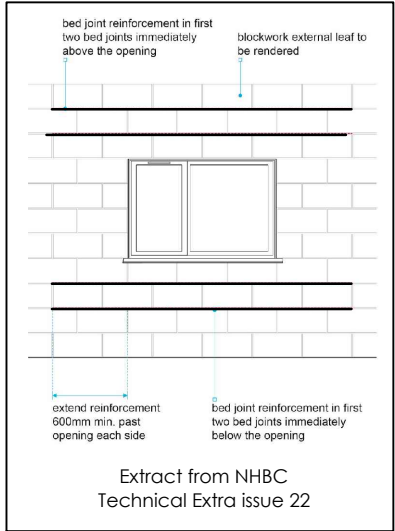 bed joint reinforcement in first
two bed joints immediately
above the opening
blockwork external leaf to
be rendered
extend reinforcement
600mm min. past
opening each side
bed joint reinforcement in first
two bed joints immediately
below the opening
Extract from NHBC
Technical Extra issue 22